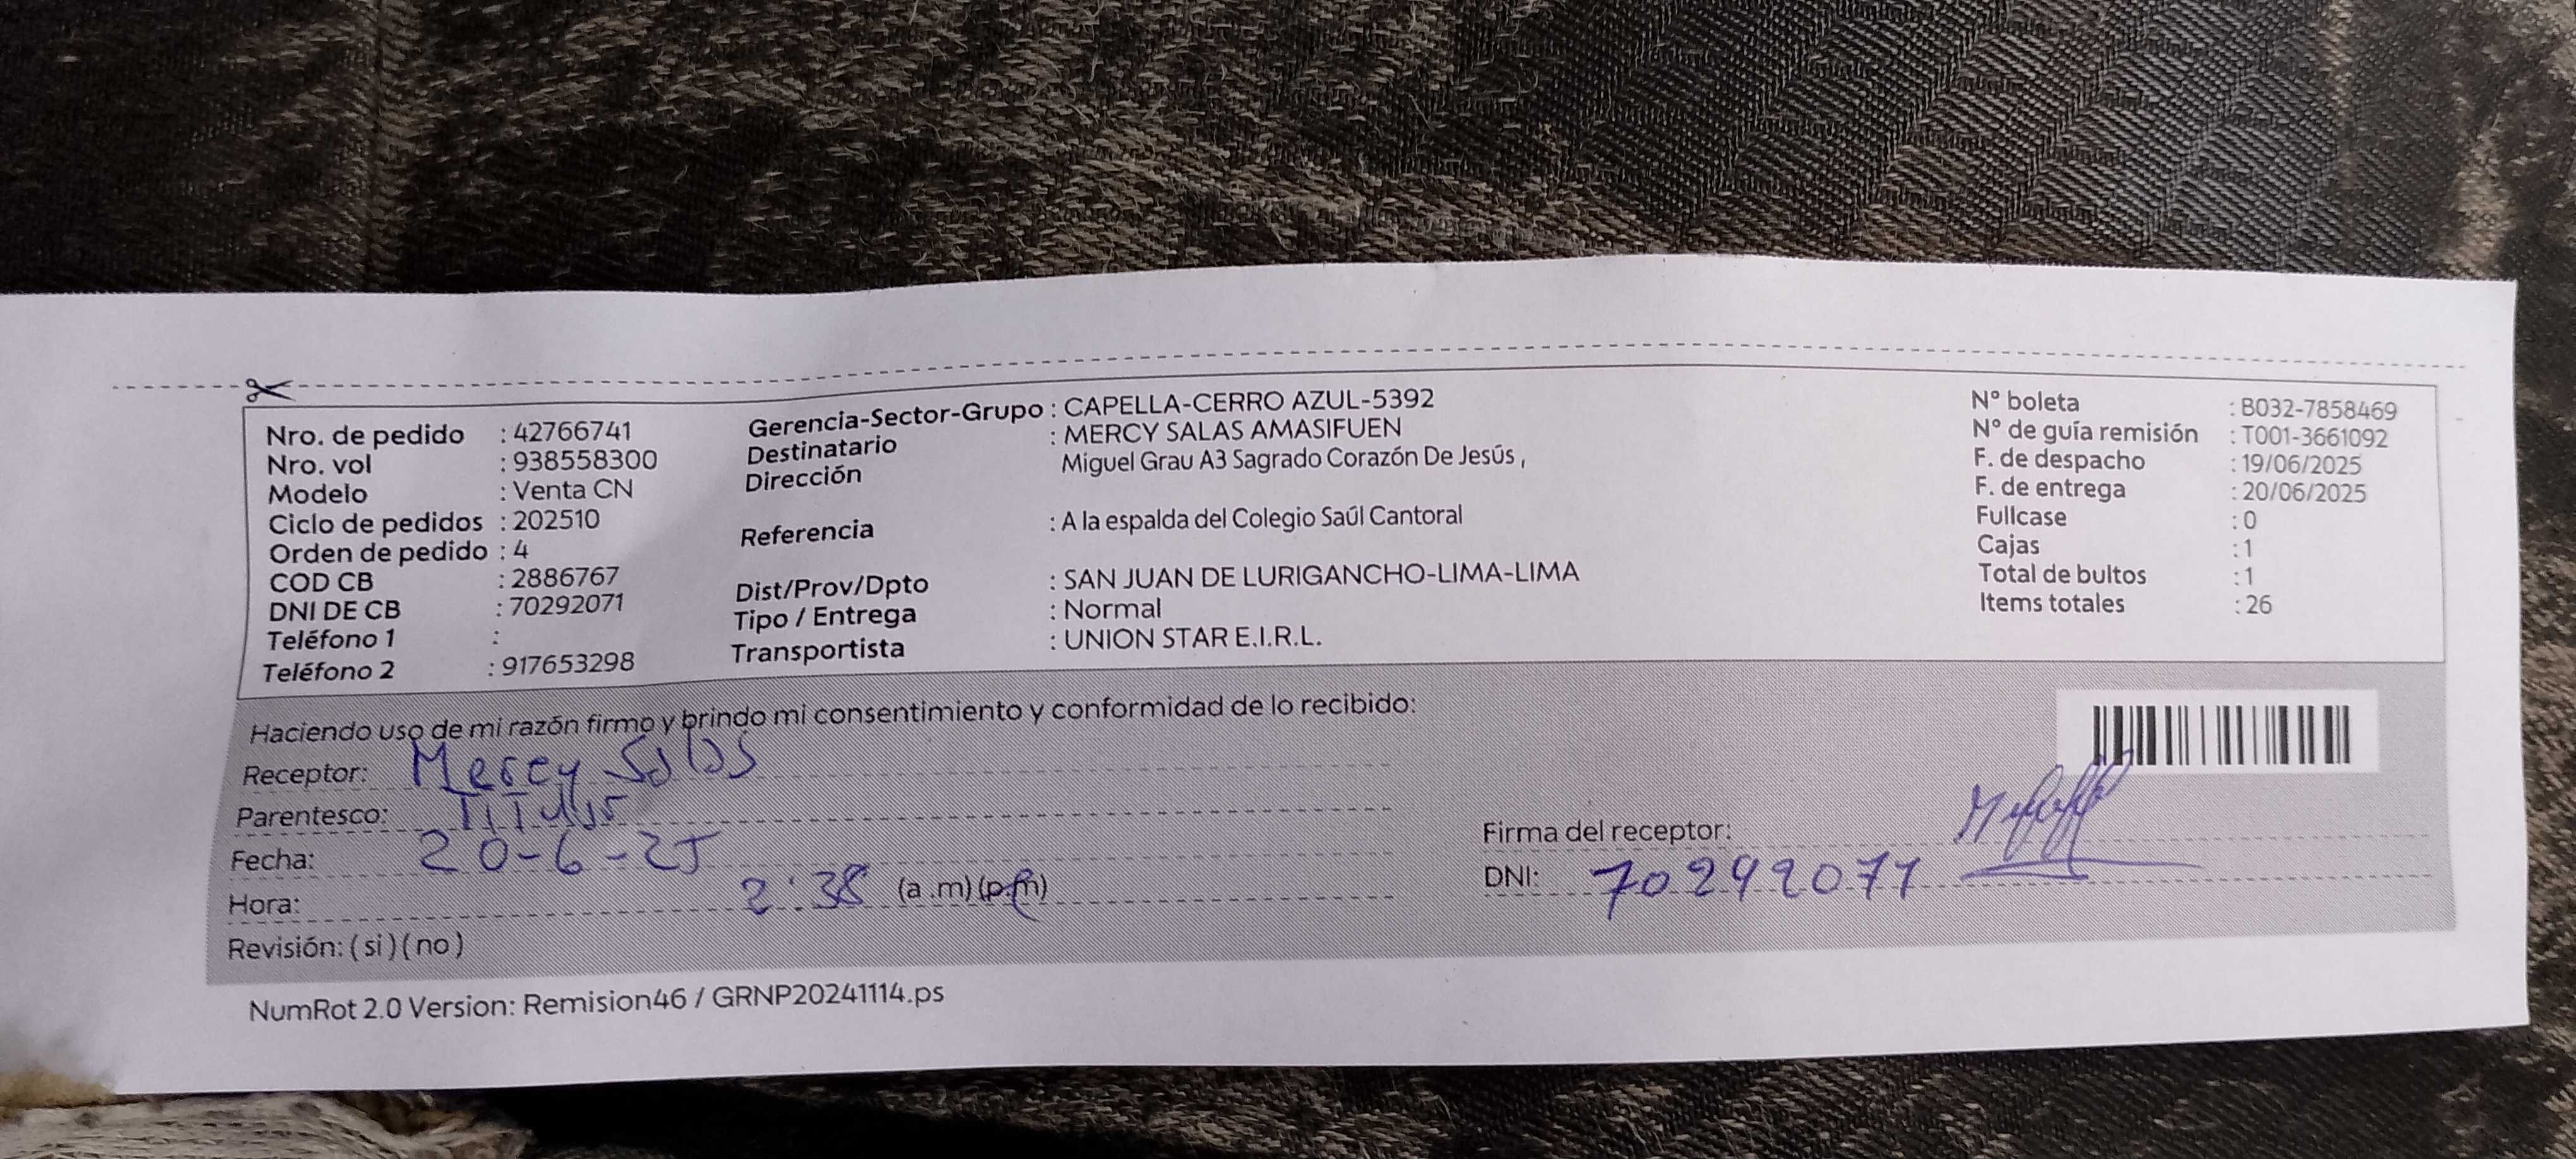 Nro. de pedido : 42766741
Nro. vol : 938558300
Modelo : Venta CN
Ciclo de pedidos : 202510
Orden de pedido : 4
COD CB : 2886767
DNI DE CB : 70292071
Teléfono 1 :
Teléfono 2 : 917653298
Gerencia-Sector-Grupo : CAPELLA-CERRO AZUL-5392
Destinatario : MERCY SALAS AMASIFUEN
Dirección Miguel Grau A3 Sagrado Corazón De Jesús ,
Referencia : A la espalda del Colegio Saúl Cantoral
Dist/Prov/Dpto : SAN JUAN DE LURIGANCHO-LIMA-LIMA
Tipo / Entrega : Normal
Transportista : UNION STAR E.I.R.L.
N° boleta : B032-7858469
N° de guía remisión : T001-3661092
F. de despacho : 19/06/2025
F. de entrega : 20/06/2025
Fullcase : 0
Cajas : 1
Total de bultos : 1
Items totales : 26
Haciendo uso de mi razón firmo y brindo mi consentimiento y conformidad de lo recibido:
Receptor: Mercy Salas
Parentesco: TiTular
Fecha: 20-6-25
Hora: 2:38 (a .m) (p.m)
Revisión: ( si ) ( no )
Firma del receptor:
DNI: 70292071
NumRot 2.0 Version: Remision46 / GRNP20241114.ps